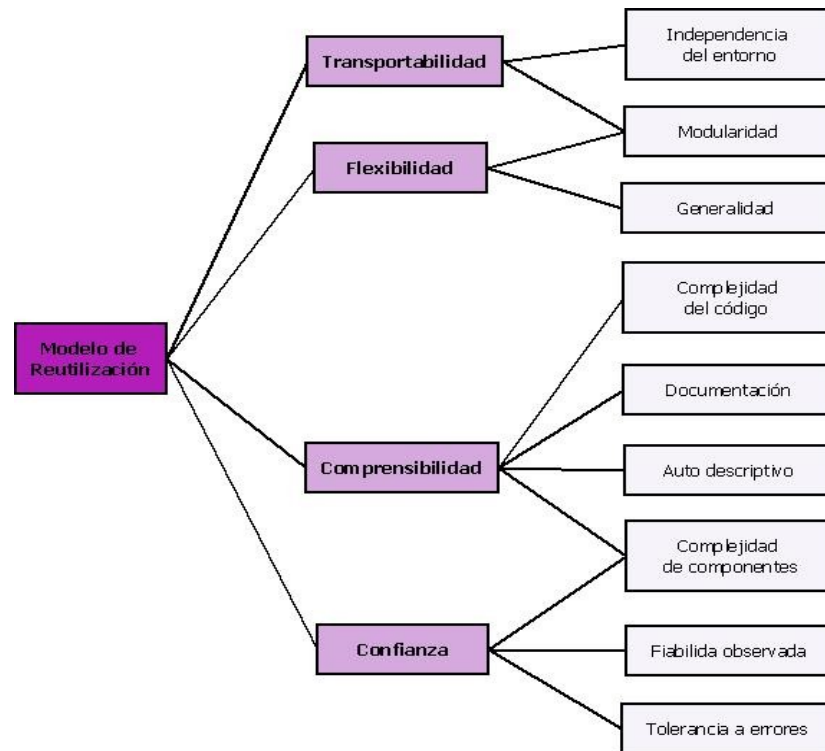 Modelo de
Reutilización
Transportabilidad
Flexibilidad
Comprensibilidad
Confianza
Independencia
del entorno
Modularidad
Generalidad
Complejidad
del código
Documentación
Auto descriptivo
Complejidad
de componentes
Fiabilida observada
Tolerancia a errores